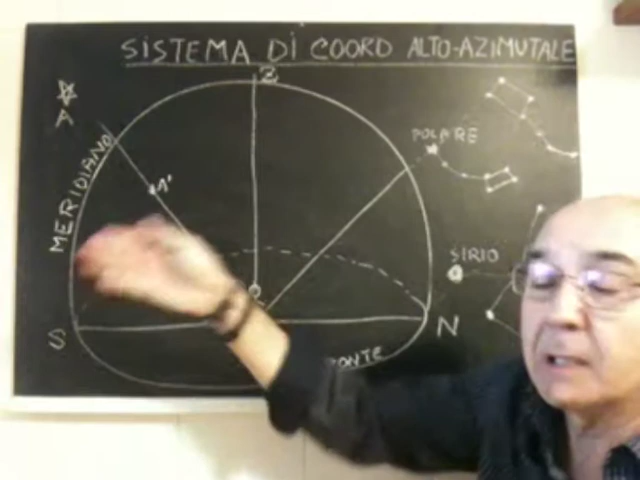 SISTEMA DI COORD ALTO-AZIMUTALE
Z
A
POLARE
MERIDIANO
A'
SIRIO
S
N